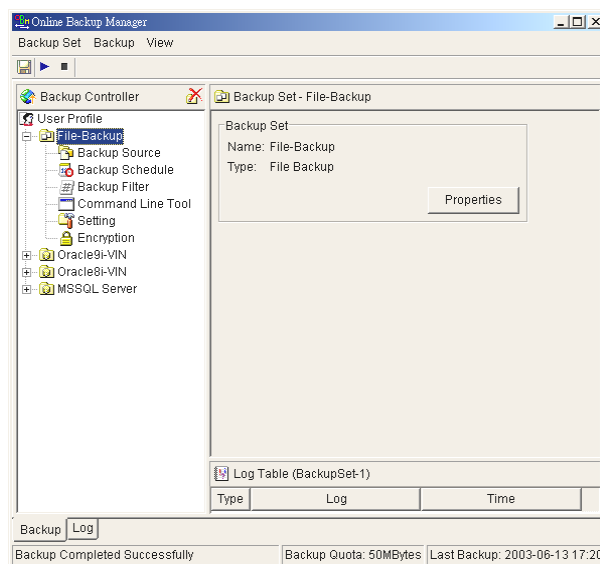 Online Backup Manager
Backup Set Backup View
Backup Controller
User Profile
File-Backup
Backup Source
Backup Schedule
Backup Filter
Command Line Tool
Setting
Encryption
Oracle9i-VIN
Oracle8i-VIN
MSSQL Server
Backup Set - File-Backup
Backup Set
Name: File-Backup
Type: File Backup
Properties
Log Table (BackupSet-1)
Type Log Time
Backup Log
Backup Completed Successfully Backup Quota: 50MBytes Last Backup: 2003-06-13 17:20